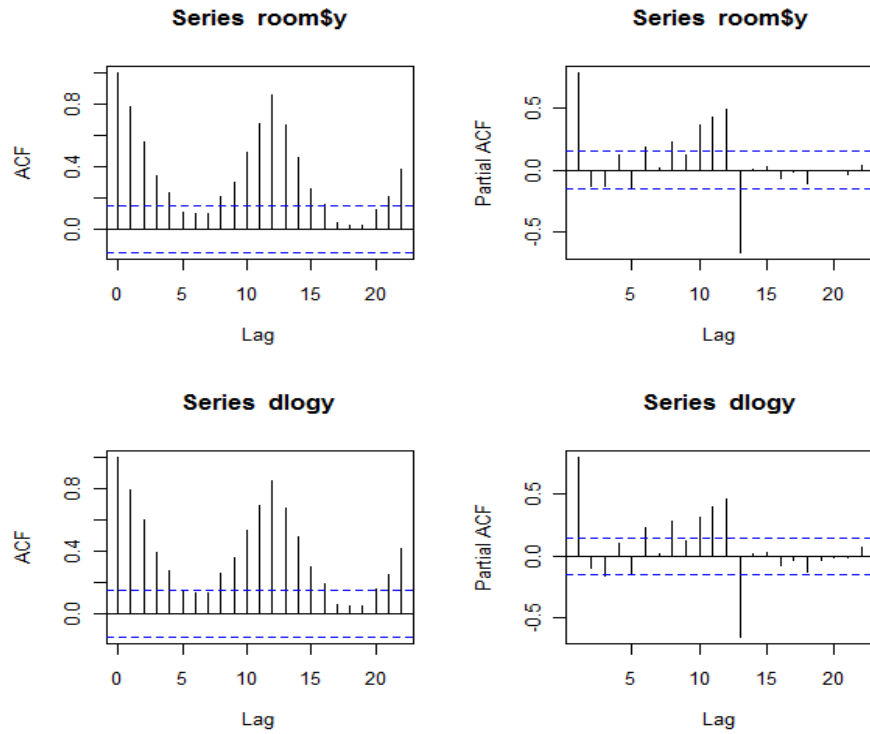 Series room$y
ACF
0.0 0.4 0.8
0 5 10 15 20
Lag
Series room$y
Partial ACF
-0.5 0.0 0.5
5 10 15 20
Lag
Series dlogy
ACF
0.0 0.4 0.8
0 5 10 15 20
Lag
Series dlogy
Partial ACF
-0.5 0.0 0.5
5 10 15 20
Lag